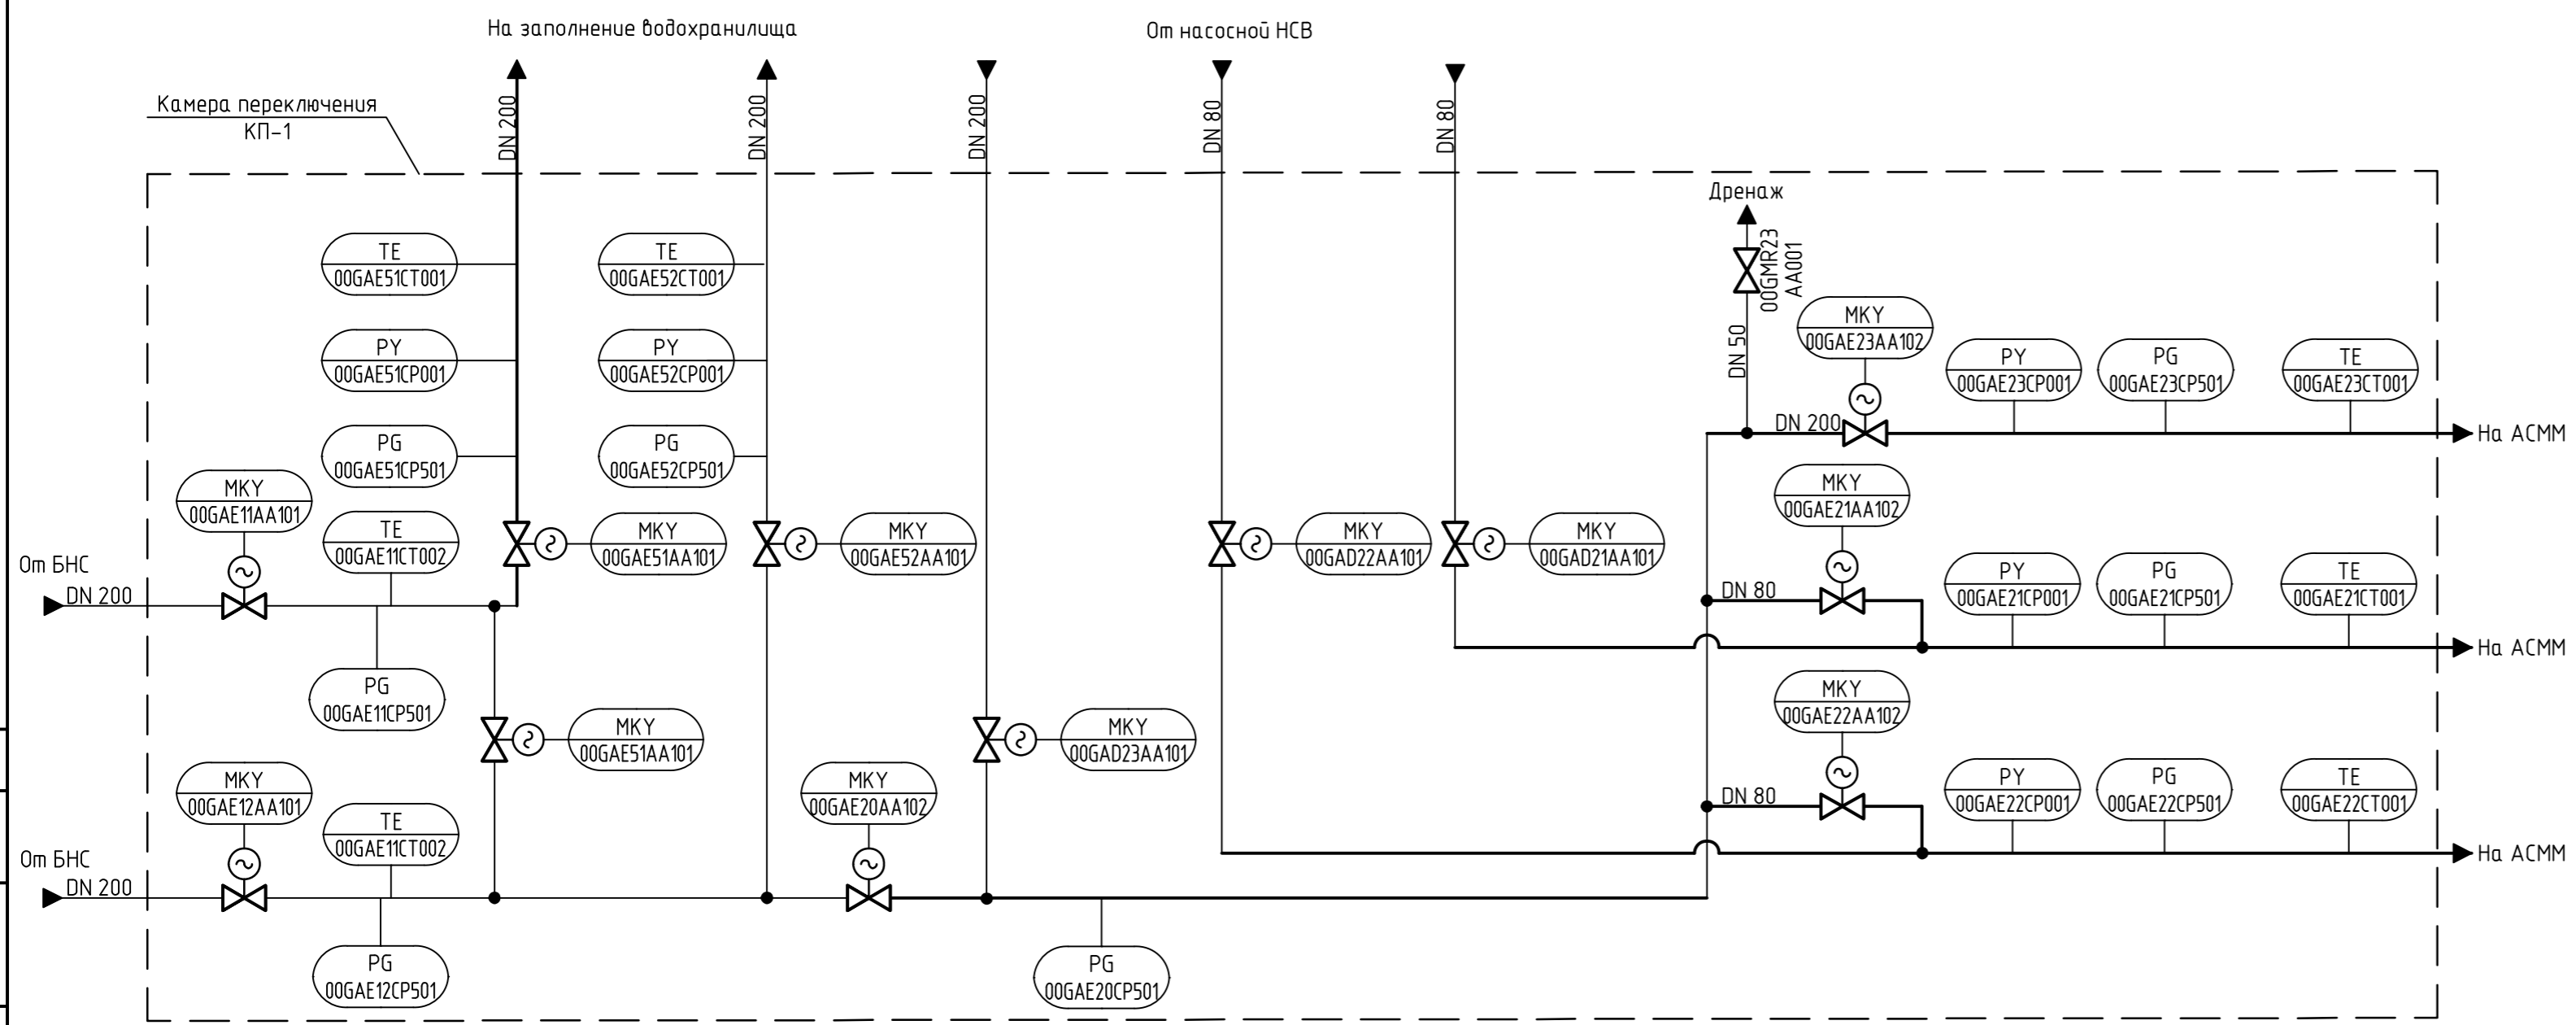 На заполнение водохранилища
От насосной НСВ
Камера переключения
КП-1
DN 200
DN 200
DN 200
DN 80
DN 80
Дренаж
00GMR23
AA001
DN 50
TE
00GAE51CT001
TE
00GAE52CT001
PY
00GAE51CP001
PY
00GAE52CP001
PG
00GAE51CP501
PG
00GAE52CP501
MKY
00GAE23AA102
PY
00GAE23CP001
PG
00GAE23CP501
TE
00GAE23CT001
DN 200
На АСММ
MKY
00GAE11AA101
TE
00GAE11CT002
MKY
00GAE51AA101
MKY
00GAE52AA101
MKY
00GAD22AA101
MKY
00GAD21AA101
MKY
00GAE21AA102
PY
00GAE21CP001
PG
00GAE21CP501
TE
00GAE21CT001
От БНС
DN 200
DN 80
На АСММ
PG
00GAE11CP501
MKY
00GAE51AA101
MKY
00GAD23AA101
MKY
00GAE22AA102
MKY
00GAE12AA101
TE
00GAE11CT002
MKY
00GAE20AA102
DN 80
PY
00GAE22CP001
PG
00GAE22CP501
TE
00GAE22CT001
От БНС
DN 200
На АСММ
PG
00GAE12CP501
PG
00GAE20CP501